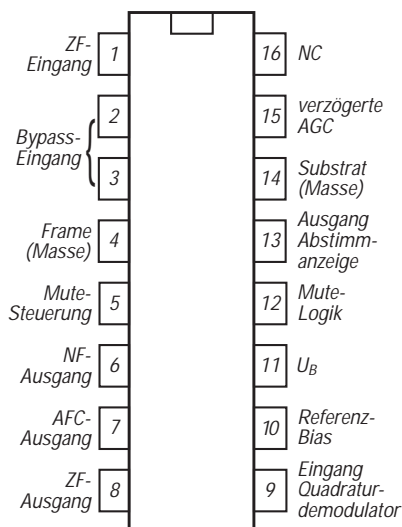 ZF-
Eingang
1
2
Bypass-
Eingang
3
Frame
(Masse)
4
Mute-
Steuerung
5
NF-
Ausgang
6
AFC-
Ausgang
7
ZF-
Ausgang
8
16
NC
15
verzögerte
AGC
14
Substrat
(Masse)
13
Ausgang
Abstimm-
anzeige
12
Mute-
Logik
11
UB
10
Referenz-
Bias
9
Eingang
Quadratur-
demodulator